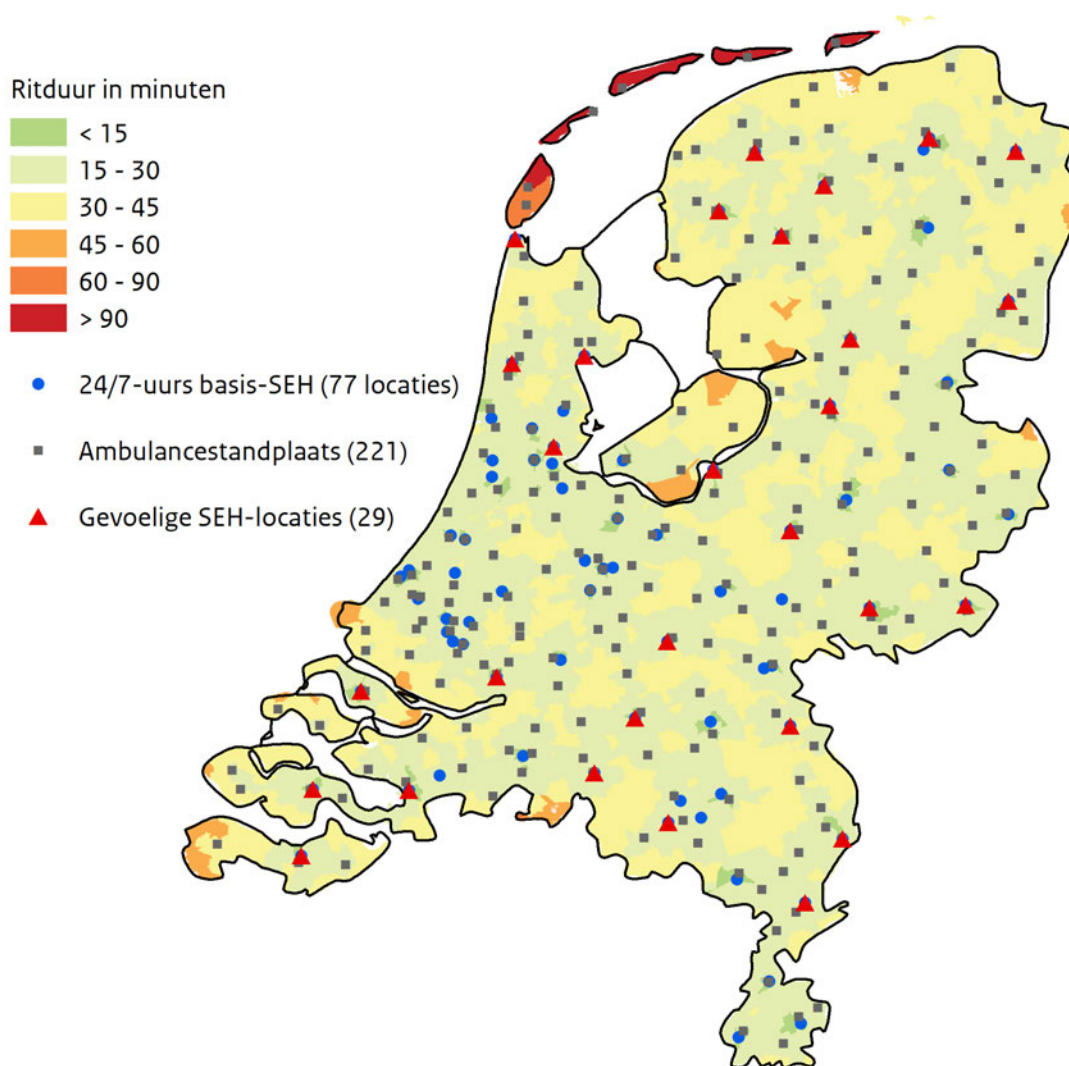 Ritduur in minuten
< 15
15 - 30
30 - 45
45 - 60
60 - 90
> 90
24/7-uurs basis-SEH (77 locaties)
Ambulancestandplaats (221)
Gevoelige SEH-locaties (29)